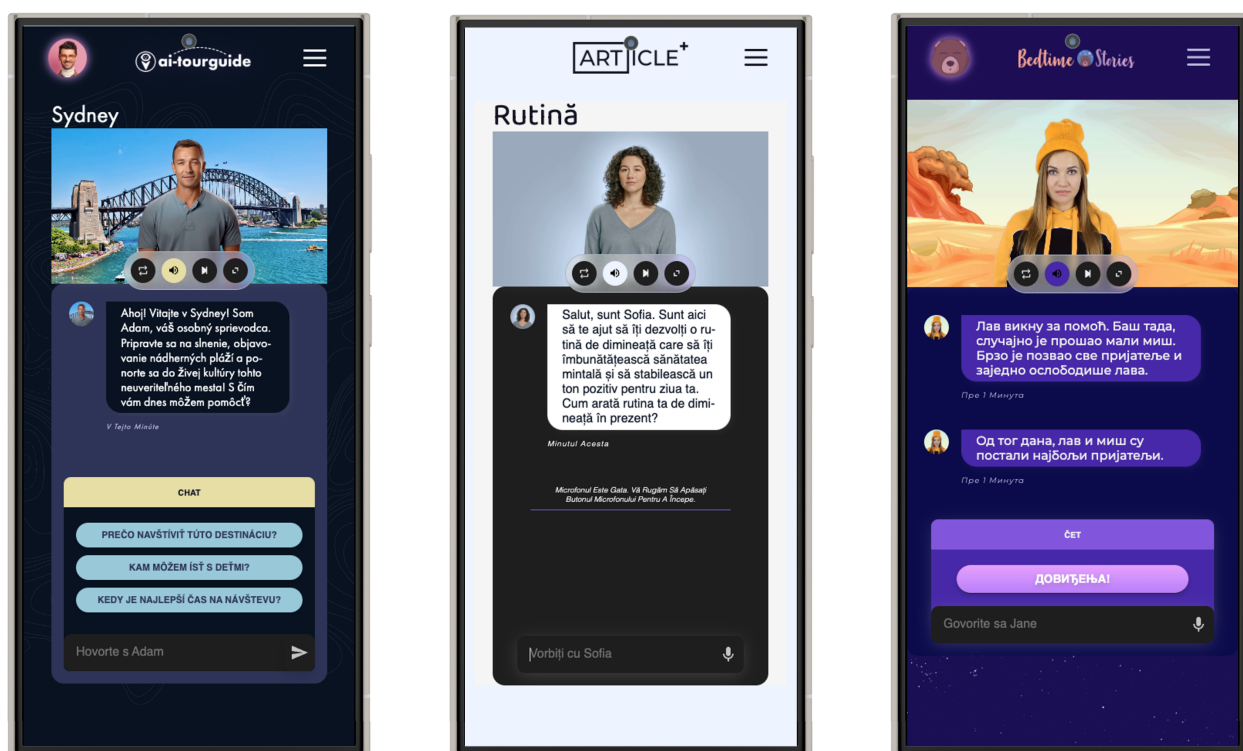 ai-tourguide
Sydney
Ahoj! Vitajte v Sydney! Som
Adam, váš osobný sprievodca.
Pripravte sa na slnenie, objavo-
vanie nádherných pláží a po-
norte sa do živej kultúry tohto
neuveriteľného mesta! S čím
vám dnes môžem pomôcť?
V Tejto Minúte
CHAT
PREČO NAVŠTÍVIŤ TÚTO DESTINÁCIU?
KAM MÔŽEM ÍSŤ S DEŤMI?
KEDY JE NAJLEPŠÍ ČAS NA NÁVŠTEVU?
Hovorte s Adam
ARTICLE+
Rutină
Salut, sunt Sofia. Sunt aici
să te ajut să îți dezvolți o ru-
tină de dimineață care să îți
îmbunătățească sănătatea
mintală și să stabilească un
ton pozitiv pentru ziua ta.
Cum arată rutina ta de dimi-
neață în prezent?
Minutul Acesta
Microfonul Este Gata. Vă Rugăm Să Apăsați
Butonul Microfonului Pentru A Începe.
Vorbiți cu Sofia
Bedtime Stories
Лав викну за помоћ. Баш тада,
случајно је прошао мали миш.
Брзо је позвао све пријатеље и
заједно ослободише лава.
Пре 1 Минута
Од тог дана, лав и миш су
постали најбољи пријатељи.
Пре 1 Минута
ČET
ДОВИЂЕЊА!
Govorite sa Jane